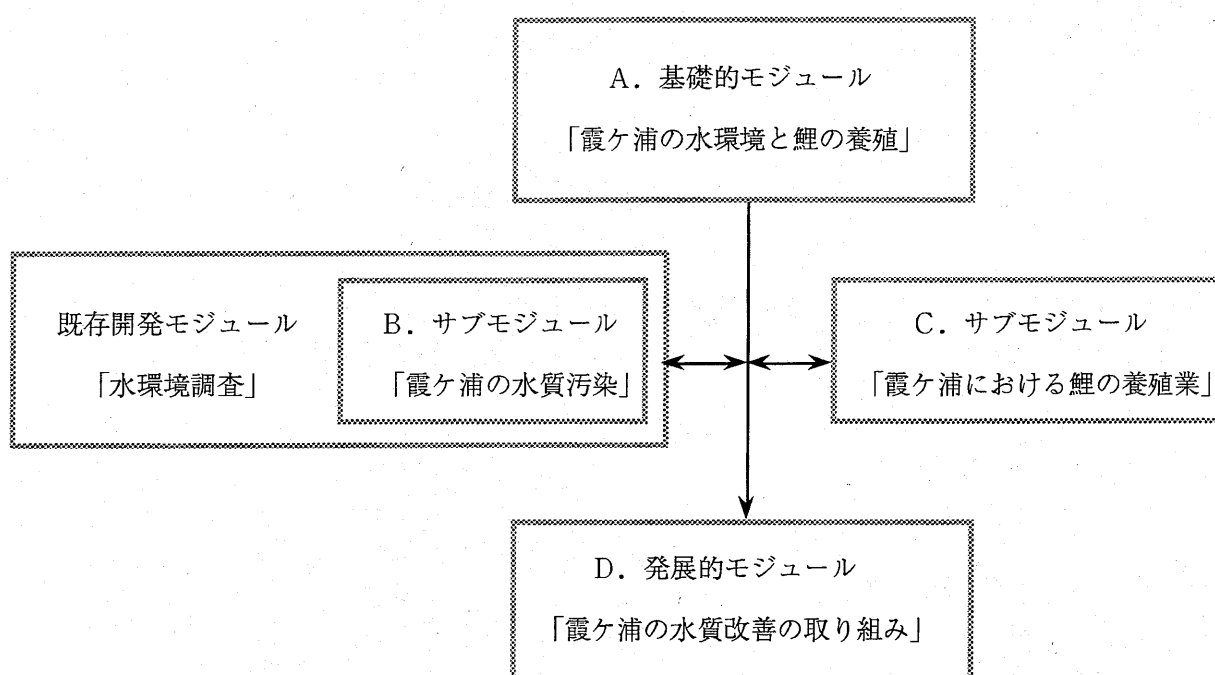 A．基礎的モジュール
「霞ケ浦の水環境と鯉の養殖」
既存開発モジュール
「水環境調査」
B．サブモジュール
「霞ケ浦の水質汚染」
C．サブモジュール
「霞ケ浦における鯉の養殖業」
D．発展的モジュール
「霞ケ浦の水質改善の取り組み」